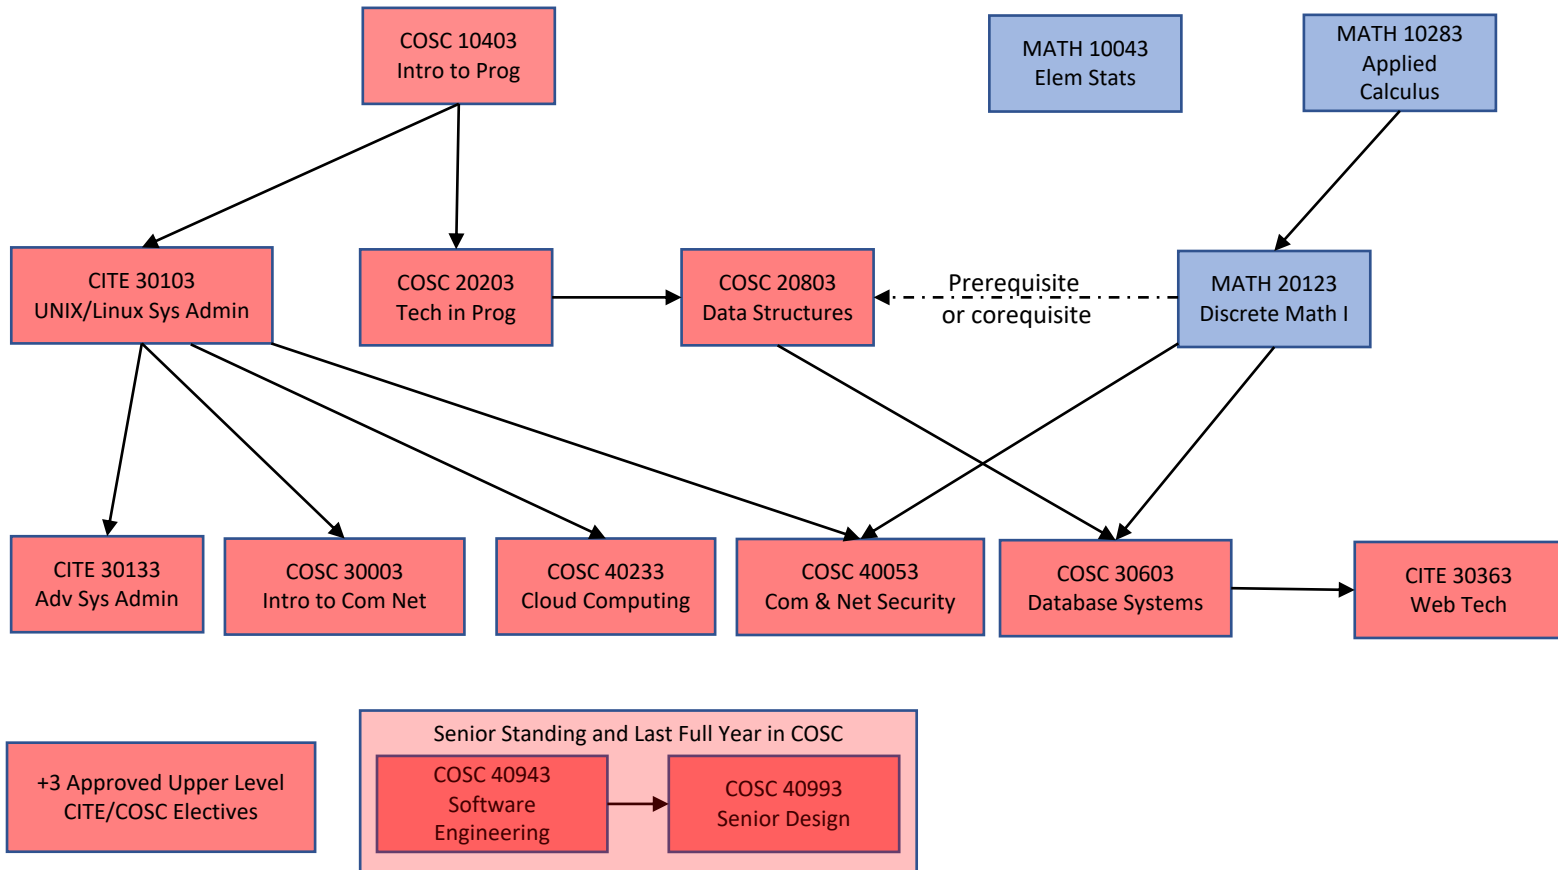 COSC 10403
Intro to Prog
MATH 10043
Elem Stats
MATH 10283
Applied
Calculus
CITE 30103
UNIX/Linux Sys Admin
COSC 20203
Tech in Prog
COSC 20803
Data Structures
Prerequisite
or corequisite
MATH 20123
Discrete Math I
CITE 30133
Adv Sys Admin
COSC 30003
Intro to Com Net
COSC 40233
Cloud Computing
COSC 40053
Com & Net Security
COSC 30603
Database Systems
CITE 30363
Web Tech
+3 Approved Upper Level
CITE/COSC Electives
Senior Standing and Last Full Year in COSC
COSC 40943
Software
Engineering
COSC 40993
Senior Design